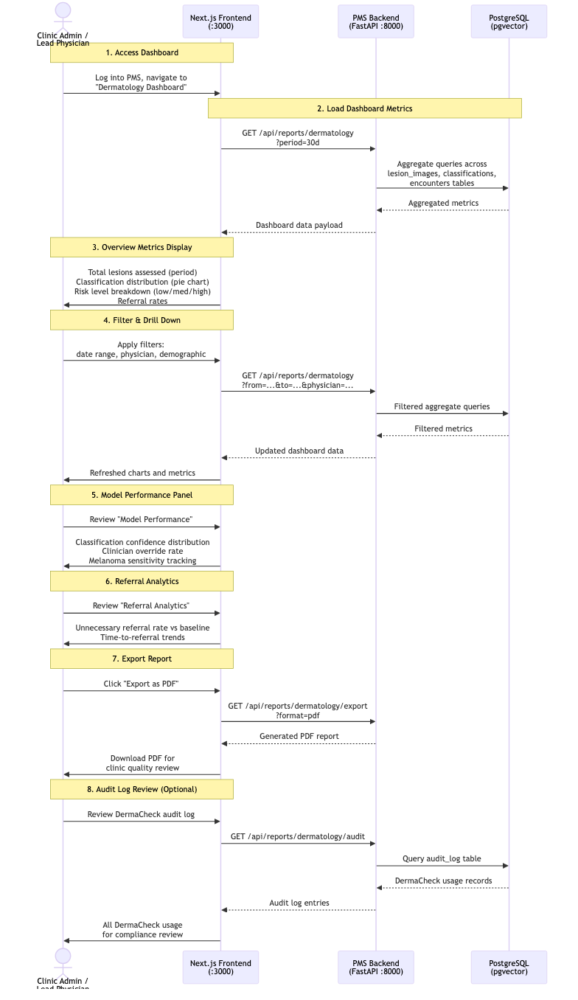 Clinic Admin /
Lead Physician
Next.js Frontend
(:3000)
PMS Backend
(FastAPI :8000)
PostgreSQL
(pgvector)
1. Access Dashboard
Log into PMS, navigate to
"Dermatology Dashboard"
2. Load Dashboard Metrics
GET /api/reports/dermatology
?period=30d
Aggregate queries across
lesion_images, classifications,
encounters tables
Aggregated metrics
Dashboard data payload
3. Overview Metrics Display
Total lesions assessed (period)
Classification distribution (pie chart)
Risk level breakdown (low/med/high)
Referral rates
4. Filter & Drill Down
Apply filters:
date range, physician, demographic
GET /api/reports/dermatology
?from=...&to=...&physician=...
Filtered aggregate queries
Filtered metrics
Updated dashboard data
Refreshed charts and metrics
5. Model Performance Panel
Review "Model Performance"
Classification confidence distribution
Clinician override rate
Melanoma sensitivity tracking
6. Referral Analytics
Review "Referral Analytics"
Unnecessary referral rate vs baseline
Time-to-referral trends
7. Export Report
Click "Export as PDF"
GET /api/reports/dermatology/export
?format=pdf
Generated PDF report
Download PDF for
clinic quality review
8. Audit Log Review (Optional)
Review DermaCheck audit log
GET /api/reports/dermatology/audit
Query audit_log table
DermaCheck usage records
Audit log entries
All DermaCheck usage
for compliance review
Clinic Admin /
Lead Physician
Next.js Frontend
(:3000)
PMS Backend
(FastAPI :8000)
PostgreSQL
(pgvector)